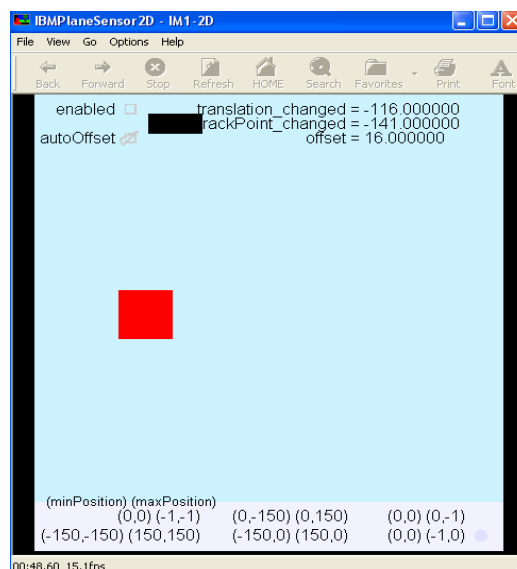 IBMPlaneSensor2D - IM1-2D
File View Go Options Help
Back Forward Stop Refresh HOME Search Favorites Print Font
enabled translation_changed = -116.000000
rackPoint_changed = -141.000000
autoOffset offset = 16.000000
(minPosition) (maxPosition)
(0,0) (-1,-1) (0,-150) (0,150) (0,0) (0,-1)
(-150,-150) (150,150) (-150,0) (150,0) (0,0) (-1,0)
00:48.60 15.1fps